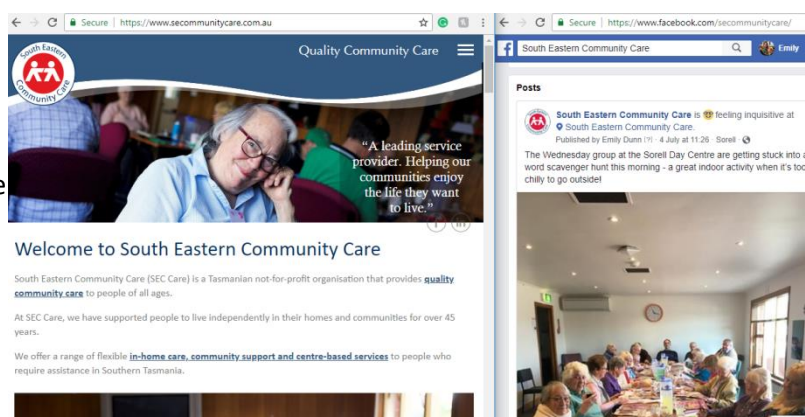 e
Secure | https://www.secommunitycare.com.au
South Eastern
Community Care
Quality Community Care
"A leading service
provider. Helping our
communities enjoy
the life they want
to live."
f in
Welcome to South Eastern Community Care
South Eastern Community Care (SEC Care) is a Tasmanian not-for-profit organisation that provides quality
community care to people of all ages.
At SEC Care, we have supported people to live independently in their homes and communities for over 45
years.
We offer a range of flexible in-home care, community support and centre-based services to people who
require assistance in Southern Tasmania.
Secure | https://www.facebook.com/secommunitycare/
f South Eastern Community Care Emily
Posts
South Eastern Community Care is feeling inquisitive at
South Eastern Community Care.
Published by Emily Dunn [?] · 4 July at 11:26 · Sorell ·
The Wednesday group at the Sorell Day Centre are getting stuck into a
word scavenger hunt this morning - a great indoor activity when it's too
chilly to go outside!